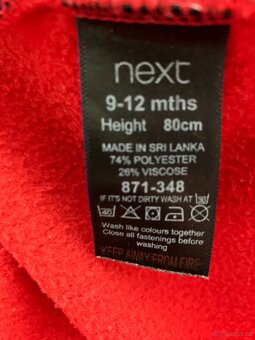 next
9-12 mths
Height 80cm
MADE IN SRI LANKA
74% POLYESTER
26% VISCOSE
871-348
IF IT'S NOT DIRTY WASH AT 30
40
Wash like colours together
Close all fastenings before
washing
KEEP AWAY FROM FIRE